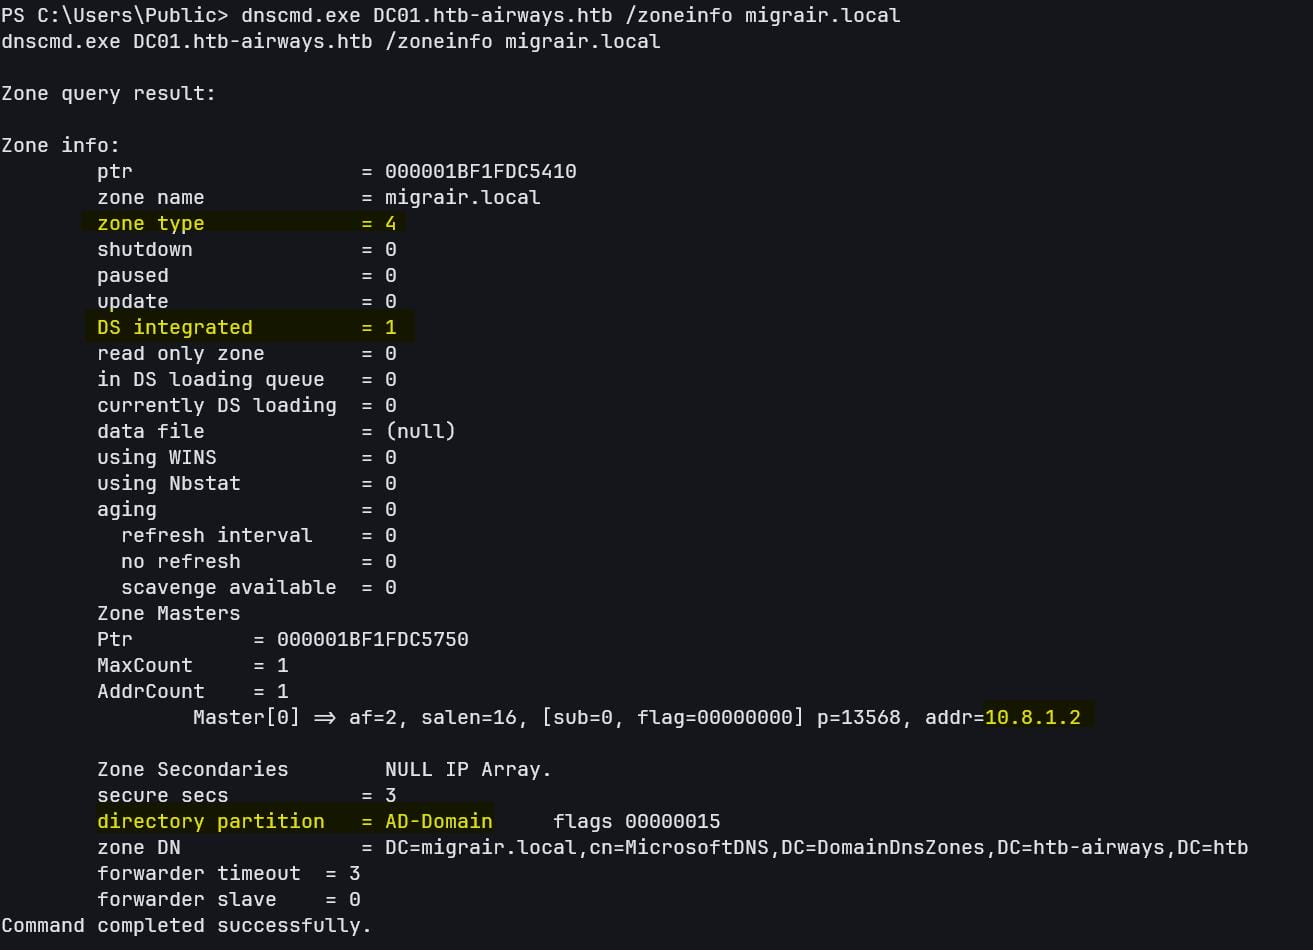 PS C:\Users\Public> dnscmd.exe DC01.htb-airways.htb /zoneinfo migrair.local
dnscmd.exe DC01.htb-airways.htb /zoneinfo migrair.local
Zone query result:
Zone info:
ptr = 000001BF1FDC5410
zone name = migrair.local
zone type = 4
shutdown = 0
paused = 0
update = 0
DS integrated = 1
read only zone = 0
in DS loading queue = 0
currently DS loading = 0
data file = (null)
using WINS = 0
using Nbstat = 0
aging = 0
refresh interval = 0
no refresh = 0
scavenge available = 0
Zone Masters
Ptr = 000001BF1FDC5750
MaxCount = 1
AddrCount = 1
Master[0] => af=2, salen=16, [sub=0, flag=00000000] p=13568, addr=10.8.1.2
Zone Secondaries NULL IP Array.
secure secs = 3
directory partition = AD-Domain flags 00000015
zone DN = DC=migrair.local,cn=MicrosoftDNS,DC=DomainDnsZones,DC=htb-airways,DC=htb
forwarder timeout = 3
forwarder slave = 0
Command completed successfully.